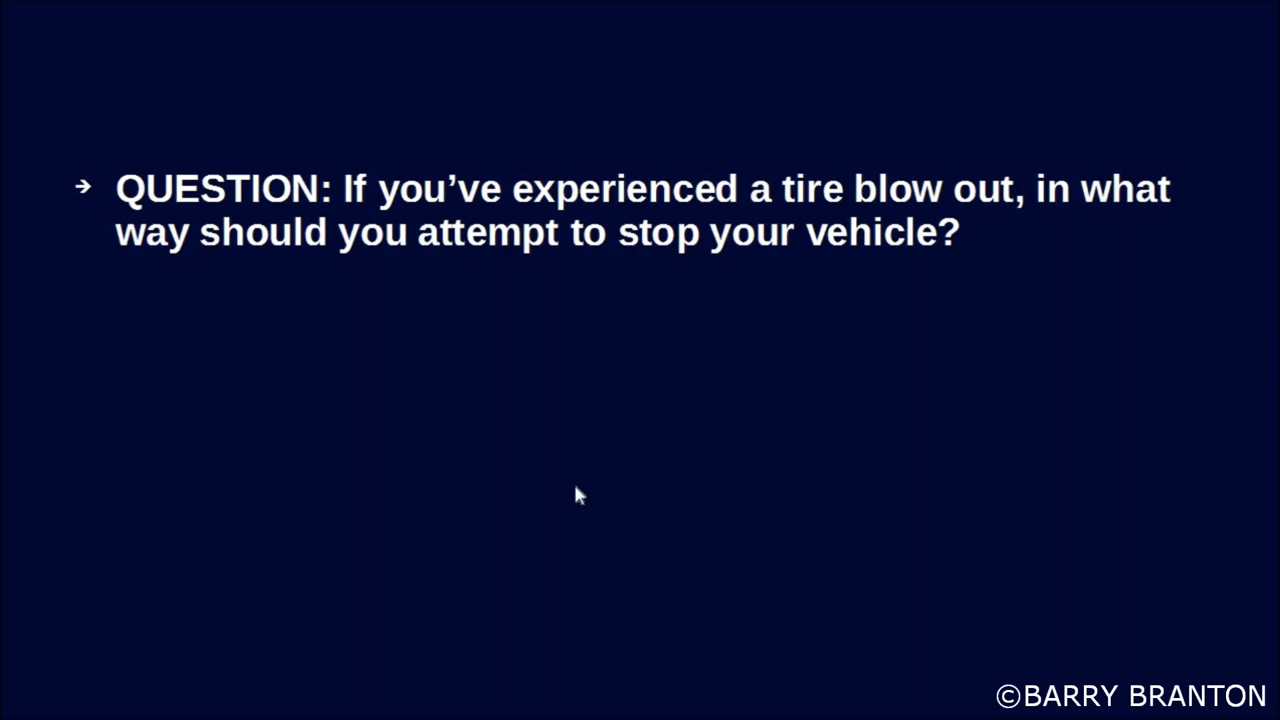 ➔ QUESTION: If you’ve experienced a tire blow out, in what
way should you attempt to stop your vehicle?
©BARRY BRANTON